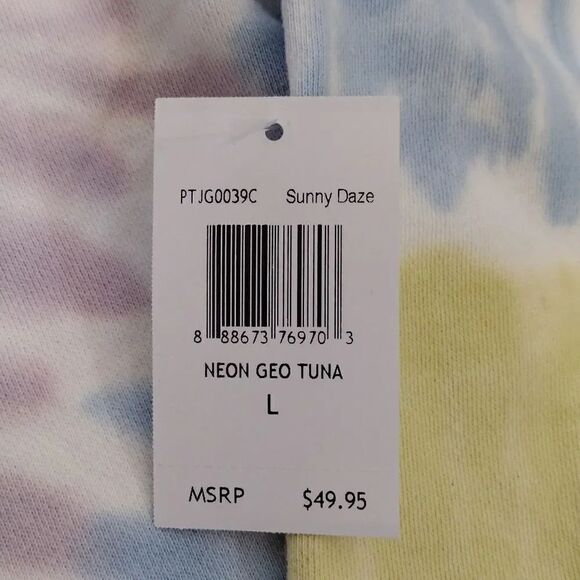 PTJG0039C Sunny Daze
8 88673 76970 3
NEON GEO TUNA
L
MSRP $49.95